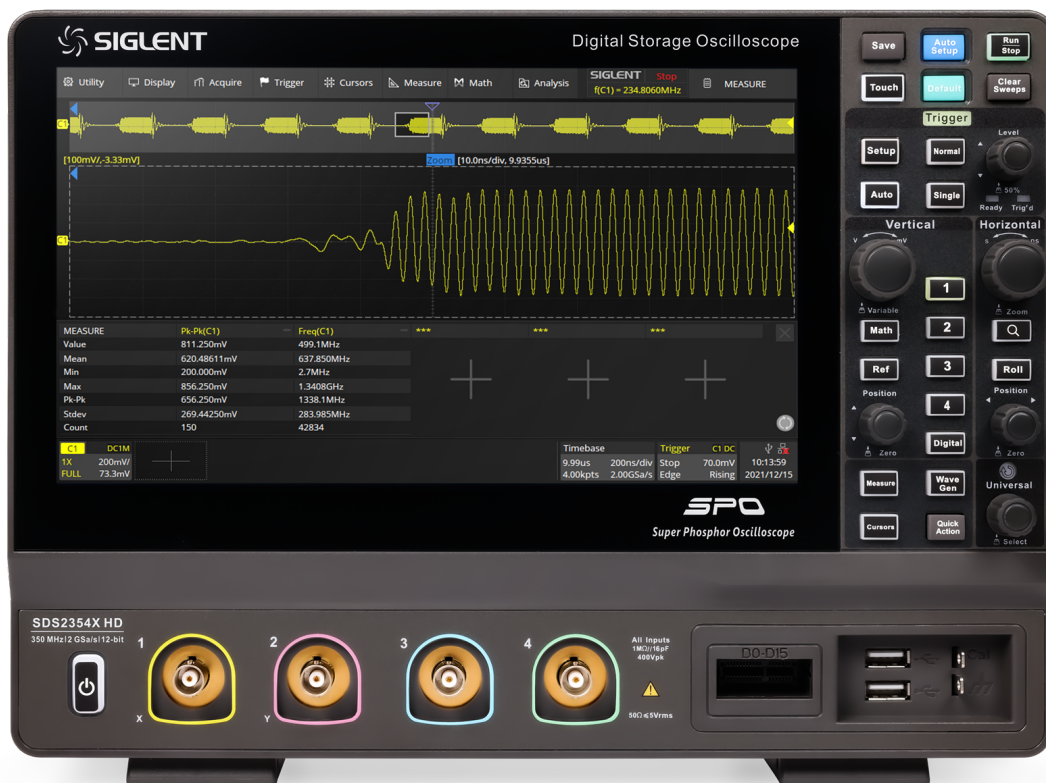 SIGLENT
Digital Storage Oscilloscope
Utility Display Acquire Trigger Cursors Measure Math Analysis SIGLENT Stop MEASURE
f(C1) = 234.8060MHz
C1
[100mV/,-3.33mV]
Zoom [10.0ns/div, 9.9355us]
C1
MEASURE Pk-Pk(C1) Freq(C1) *** *** ***
Value 811.250mV 499.1MHz
Mean 620.48611mV 637.850MHz
Min 200.000mV 2.7MHz
Max 856.250mV 1.3408GHz
Pk-Pk 656.250mV 1338.1MHz
Stdev 269.44250mV 283.985MHz
Count 150 42834
C1 DC1M
1X 200mV/
FULL 73.3mV
Timebase
9.99us 200ns/div
4.00kpts 2.00GSa/s
Trigger C1 DC
Stop 70.0mV
Edge Rising
10:13:59
2021/12/15
SPO
Super Phosphor Oscilloscope
Save
Auto Setup
Run Stop
Touch
Default
Clear Sweeps
Trigger
Setup
Normal
Level
Auto
Single
50%
Ready Trig'd
Vertical
Horizontal
V mV
s ns
Variable
1
Zoom
Math
2
Ref
3
Roll
Position
4
Position
Zero
Digital
Zero
Measure
Wave Gen
Universal
Cursors
Quick Action
Select
SDS2354X HD
350 MHz|2 GSa/s|12-bit
1
X
2
Y
3
4
All Inputs
1MΩ//16pF
400Vpk
50Ω≤5Vrms
D0-D15
Cal